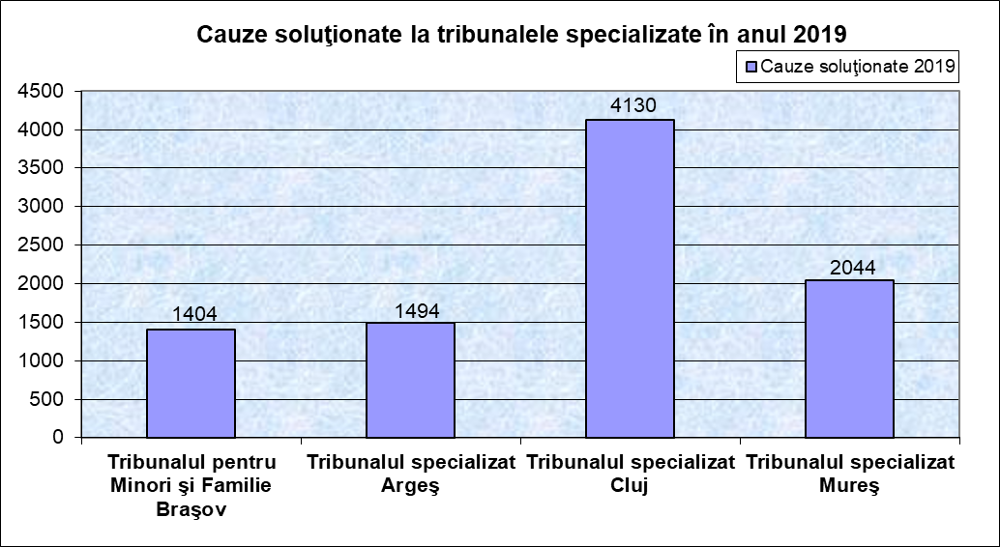 Cauze soluţionate la tribunalele specializate în anul 2019
Cauze soluţionate 2019
4500
4000
3500
3000
2500
2000
1500
1000
500
0
1404
1494
4130
2044
Tribunalul pentru
Minori şi Familie
Braşov
Tribunalul specializat
Argeş
Tribunalul specializat
Cluj
Tribunalul specializat
Mureş